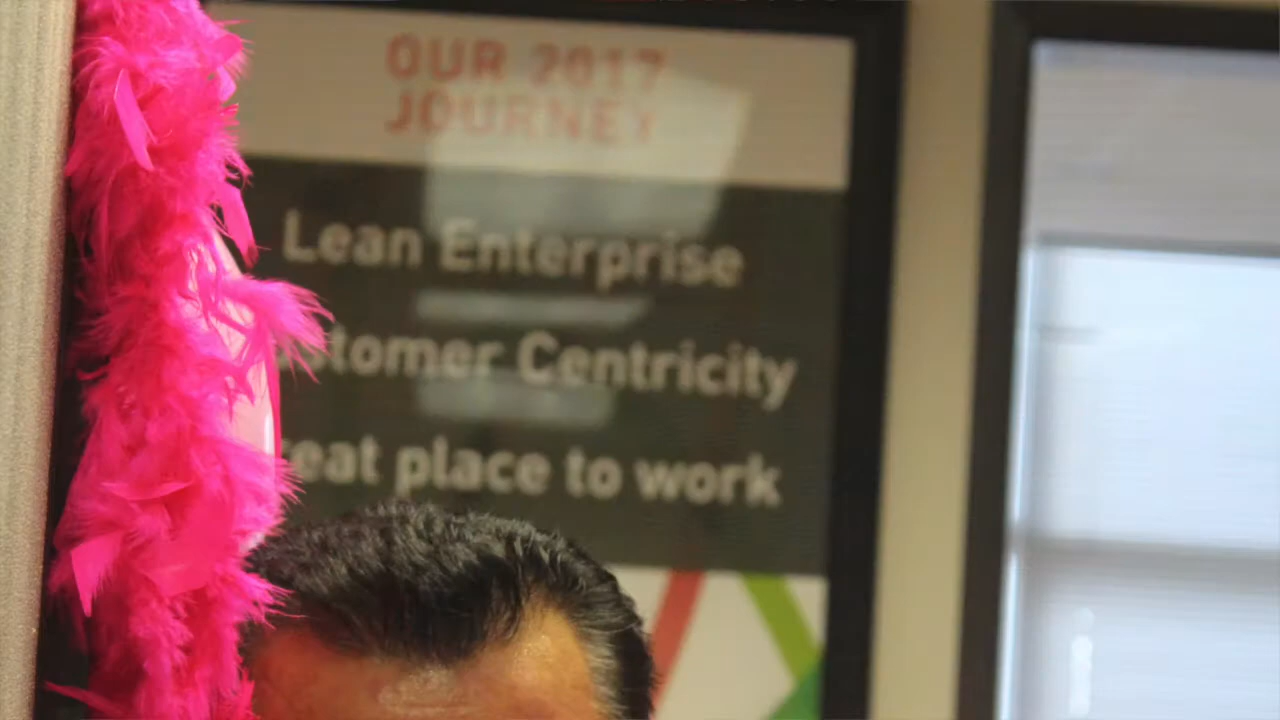 OUR 2017
JOURNEY
Lean Enterprise
stomer Centricity
eat place to work